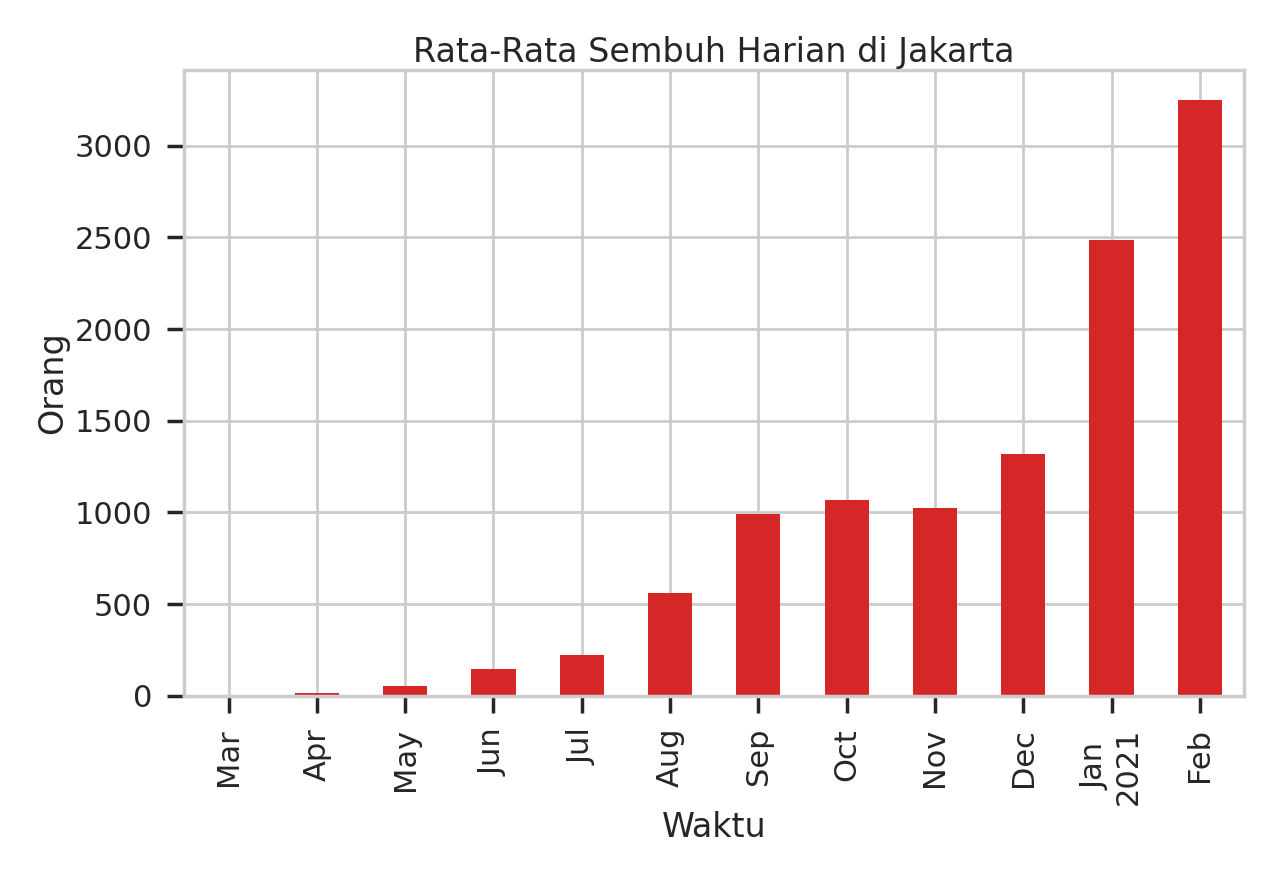 Rata-Rata Sembuh Harian di Jakarta
Orang
3000
2500
2000
1500
1000
500
0
Mar
Apr
May
Jun
Jul
Aug
Sep
Oct
Nov
Dec
Jan
2021
Feb
Waktu